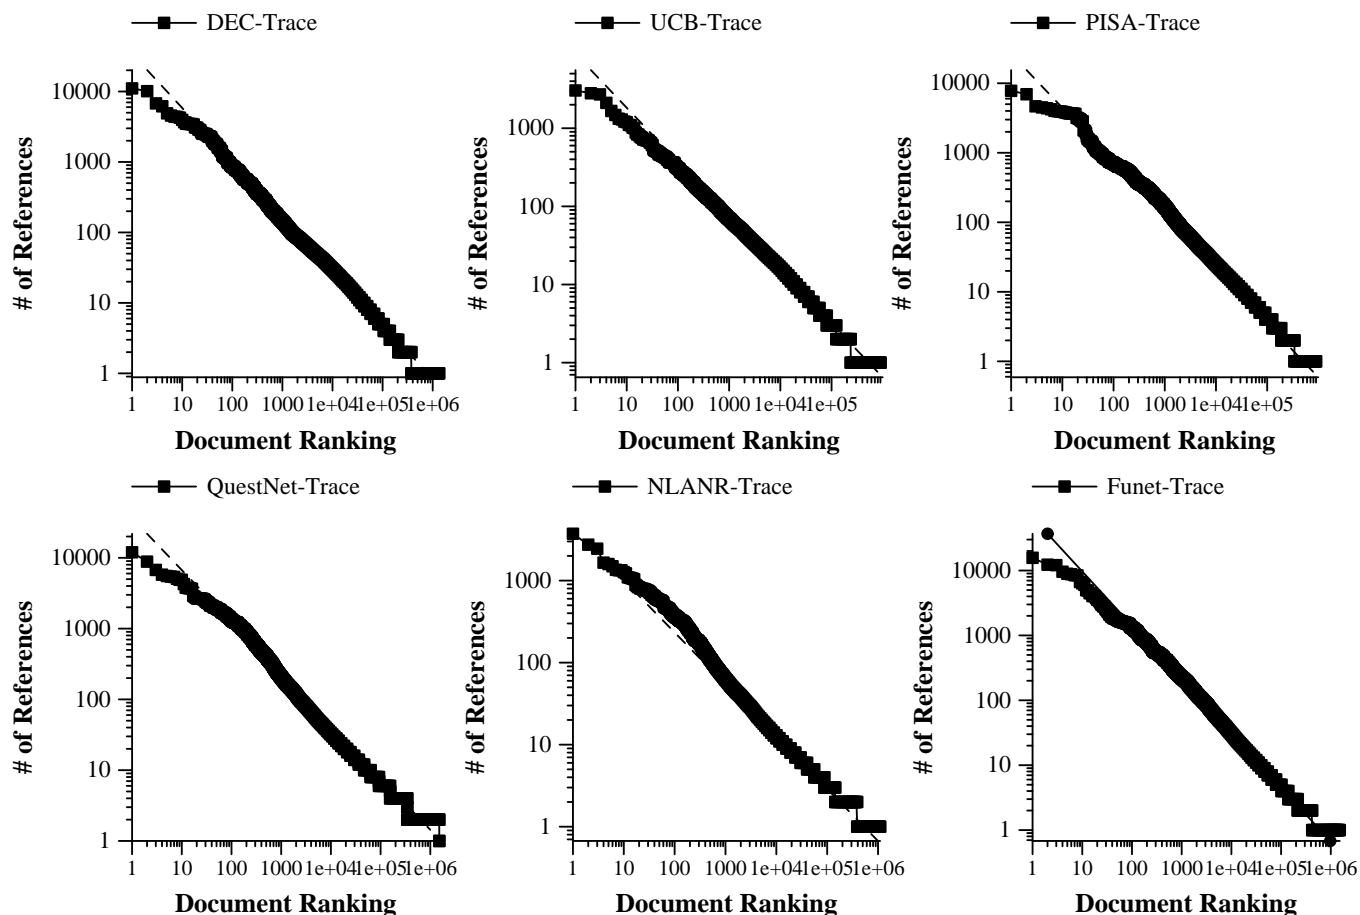 DEC-Trace
10000
1000
100
10
1
# of References
1 10 100 1000 1e+04 1e+05 1e+06
Document Ranking
UCB-Trace
1000
100
10
1
# of References
1 10 100 1000 1e+04 1e+05
Document Ranking
PISA-Trace
10000
1000
100
10
1
# of References
1 10 100 1000 1e+04 1e+05
Document Ranking
QuestNet-Trace
10000
1000
100
10
1
# of References
1 10 100 1000 1e+04 1e+05 1e+06
Document Ranking
NLANR-Trace
1000
100
10
1
# of References
1 10 100 1000 1e+04 1e+05 1e+06
Document Ranking
Funet-Trace
10000
1000
100
10
1
# of References
1 10 100 1000 1e+04 1e+05 1e+06
Document Ranking